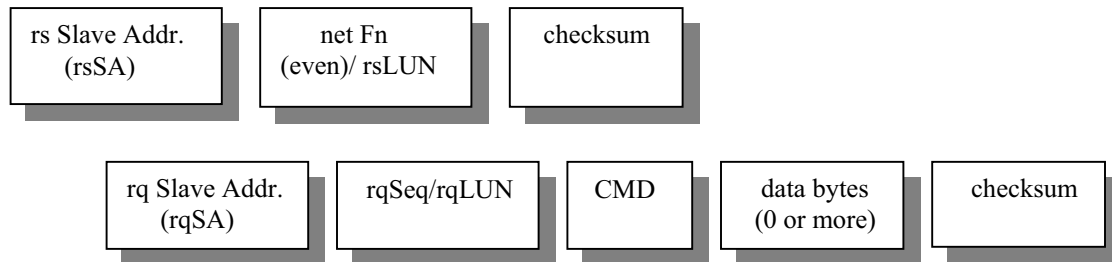 rs Slave Addr.
(rsSA)
net Fn
(even)/ rsLUN
checksum
rq Slave Addr.
(rqSA)
rqSeq/rqLUN
CMD
data bytes
(0 or more)
checksum